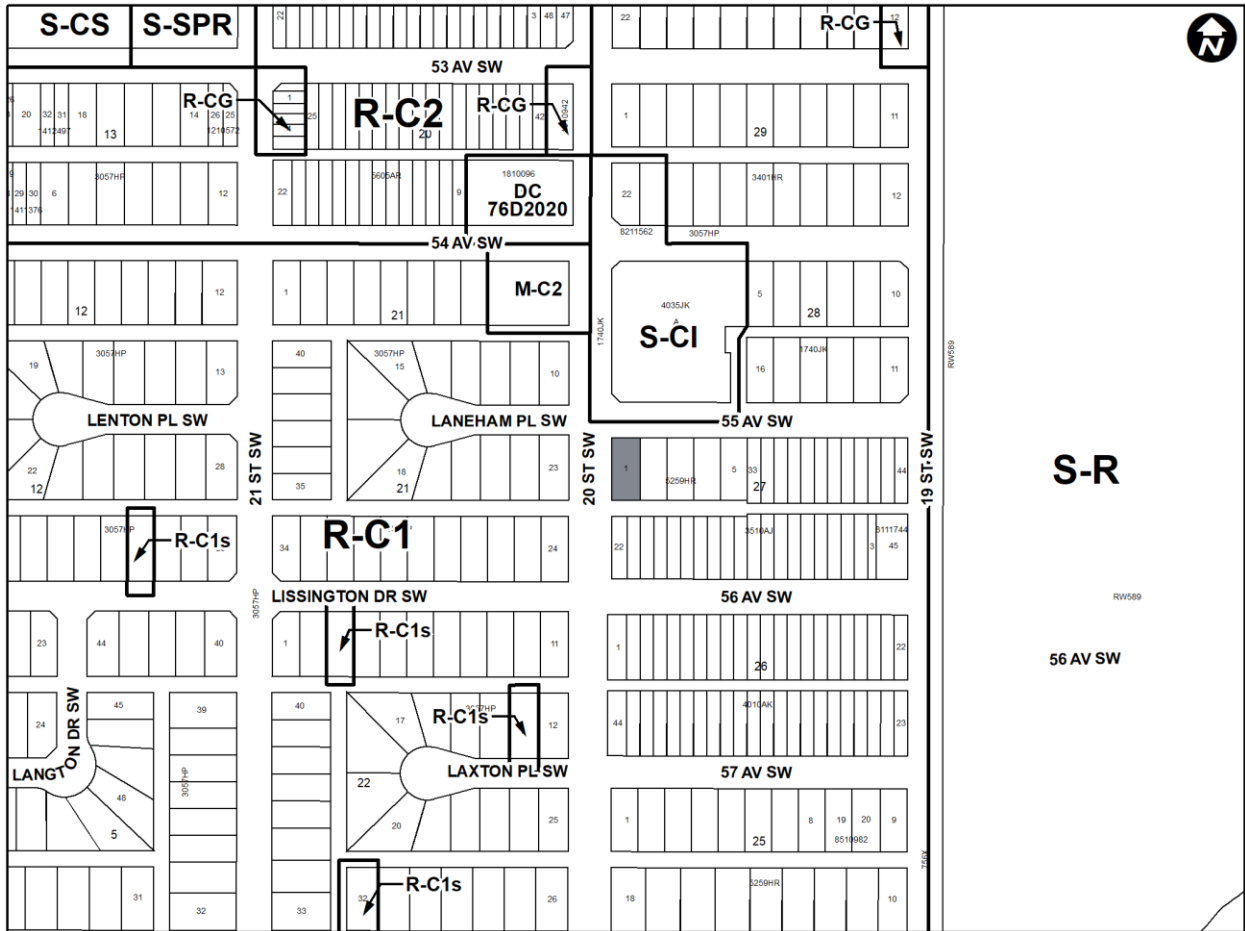 S-CS
S-SPR
22
3
48
47
22
R-CG
12
N
53 AV SW
20
32
31
18
14
26
25
1412497
13
1210572
R-CG
1
25
R-C2
20
42
R-CG
1
29
11
29
30
6
3057HP
12
1411376
22
5605AR
9
1810096
DC
76D2020
22
3401HR
12
8211562
3057HP
54 AV SW
12
12
1
21
M-C2
1740JK
4035JK
A
S-CI
5
28
10
RW589
19
3057HP
13
40
3057HP
15
10
16
1740JK
11
LENTON PL SW
LANEHAM PL SW
55 AV SW
22
12
28
21 ST SW
35
18
21
23
20 ST SW
1
5259HR
5
33
27
44
19 ST SW
S-R
3057HP
R-C1s
34
R-C1
24
22
3510AJ
3
45
LISSINGTON DR SW
56 AV SW
RW589
3057HP
23
44
40
1
R-C1s
11
1
26
22
56 AV SW
24
LANGTON DR SW
45
39
40
17
R-C1s
3057HP
12
44
4010AK
23
3057HP
48
5
22
LAXTON PL SW
57 AV SW
20
25
1
8
19
20
9
25
8510982
31
32
33
32
R-C1s
26
18
5259HR
10